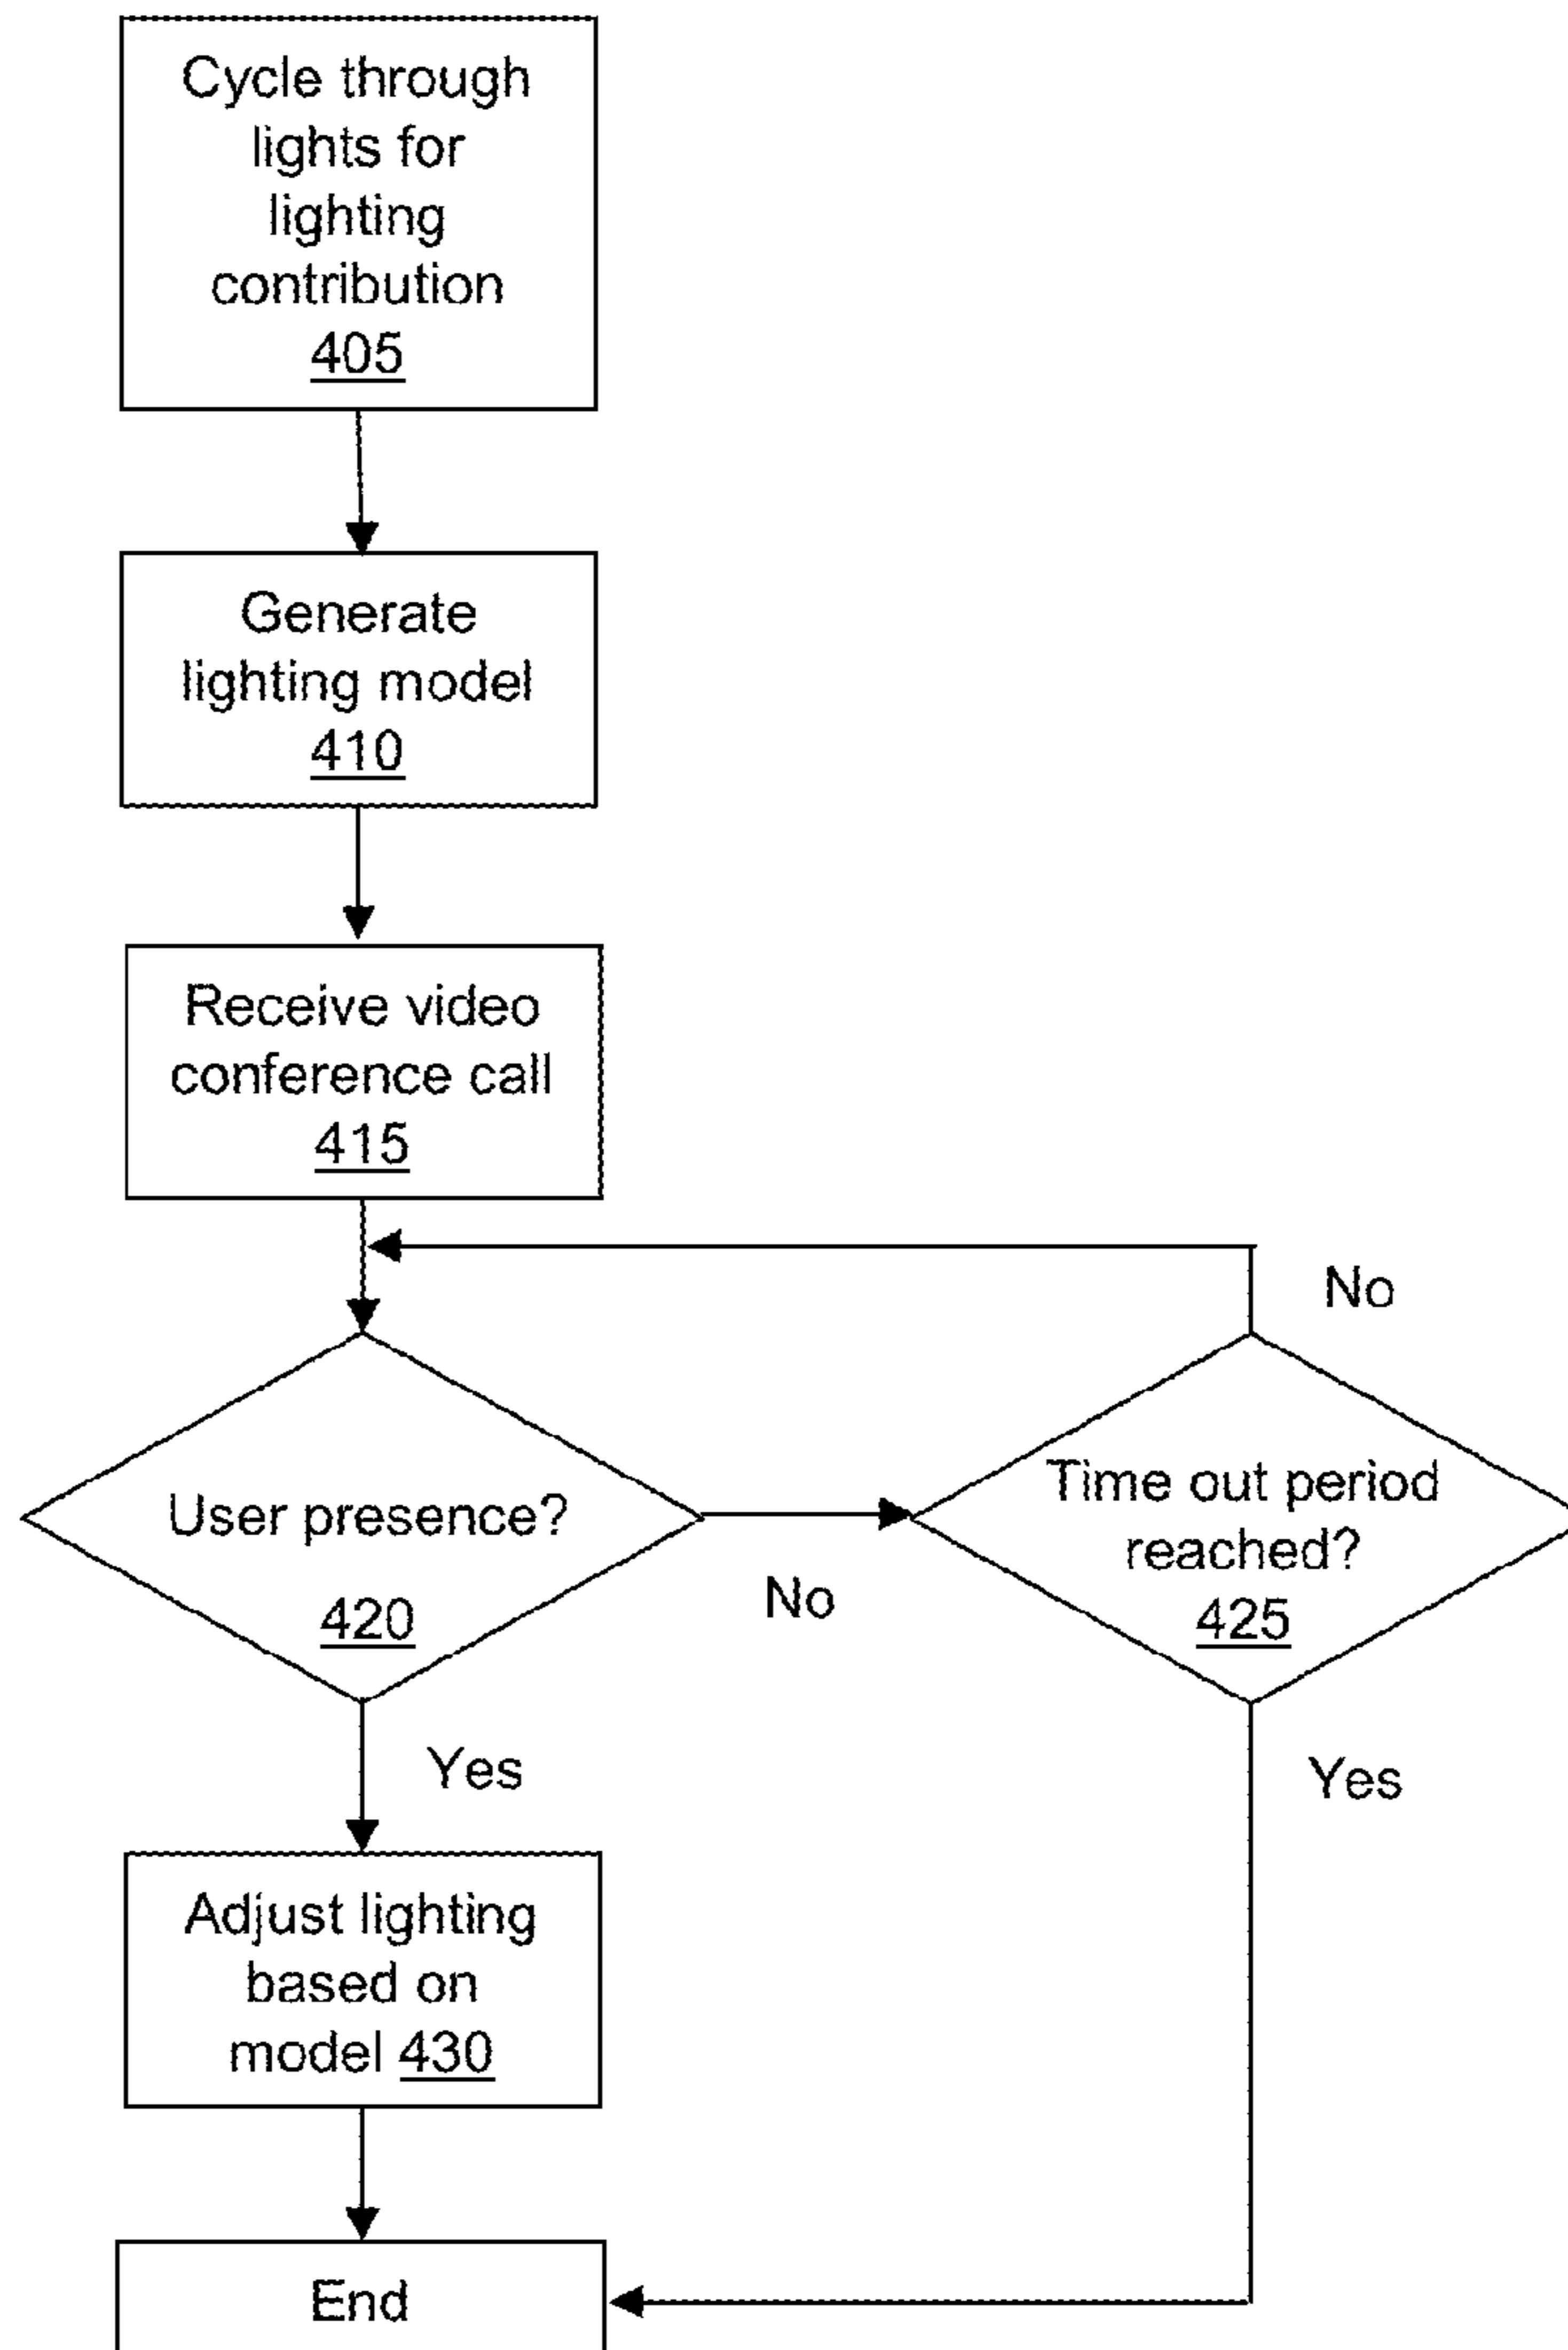 Cycle through
lights for
lighting
contribution
405
Generate
lighting model
410
Receive video
conference call
415
No
User presence?
420
No
Time out period
reached?
425
Yes
Yes
Adjust lighting
based on
model 430
End